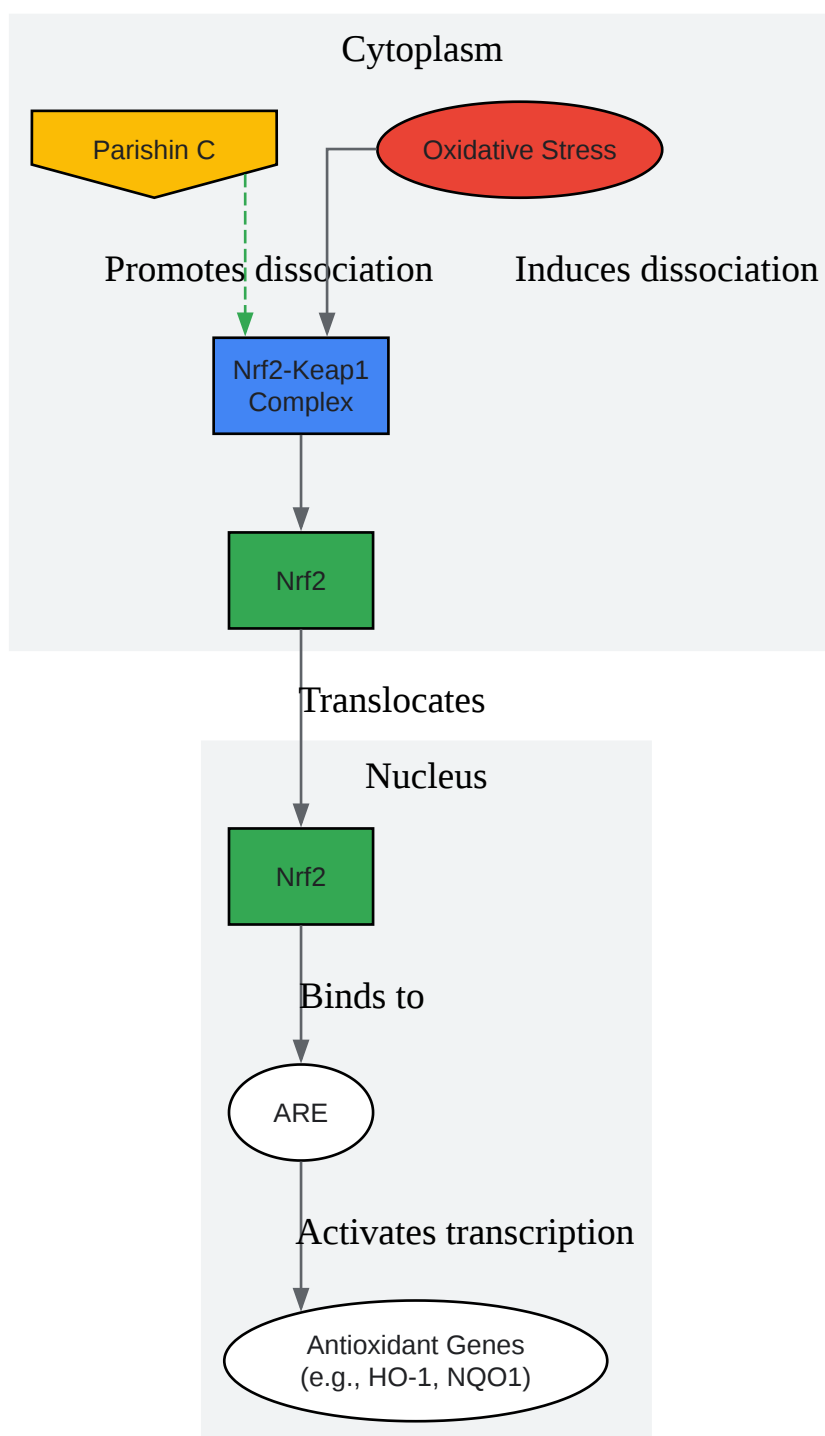 Cytoplasm
Parishin C
Oxidative Stress
Promotes dissociation
Induces dissociation
Nrf2-Keap1
Complex
Nrf2
Translocates
Nucleus
Nrf2
Binds to
ARE
Activates transcription
Antioxidant Genes
(e.g., HO-1, NQO1)